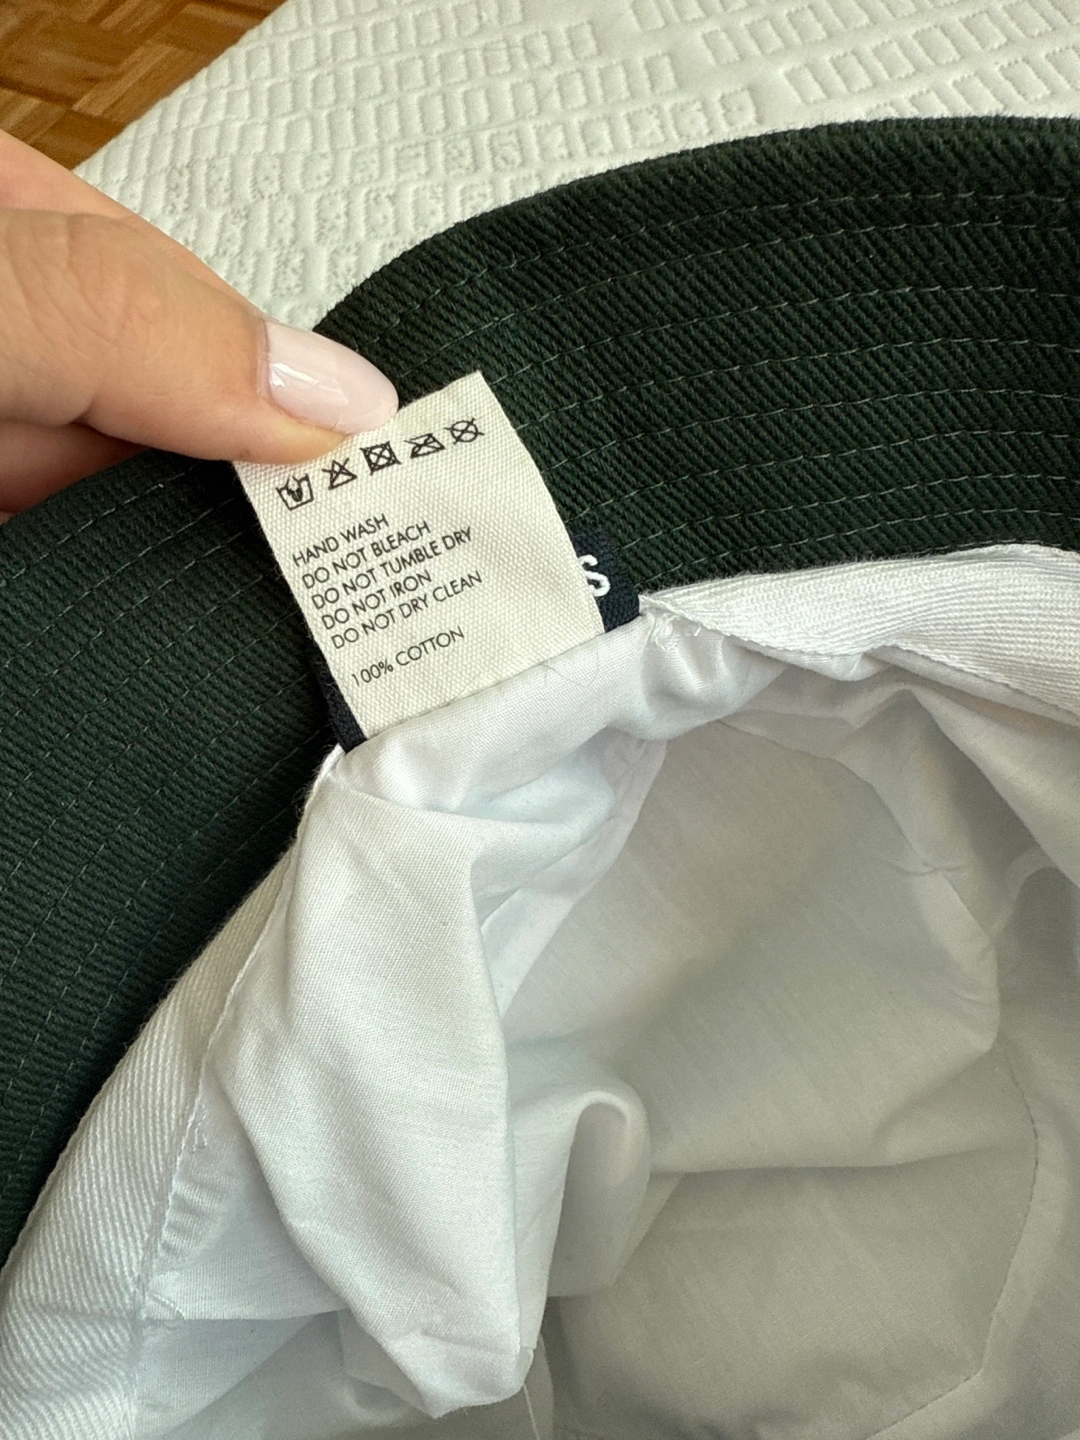 HAND WASH
DO NOT BLEACH
DO NOT TUMBLE DRY
DO NOT IRON
DO NOT DRY CLEAN
100% COTTON
S